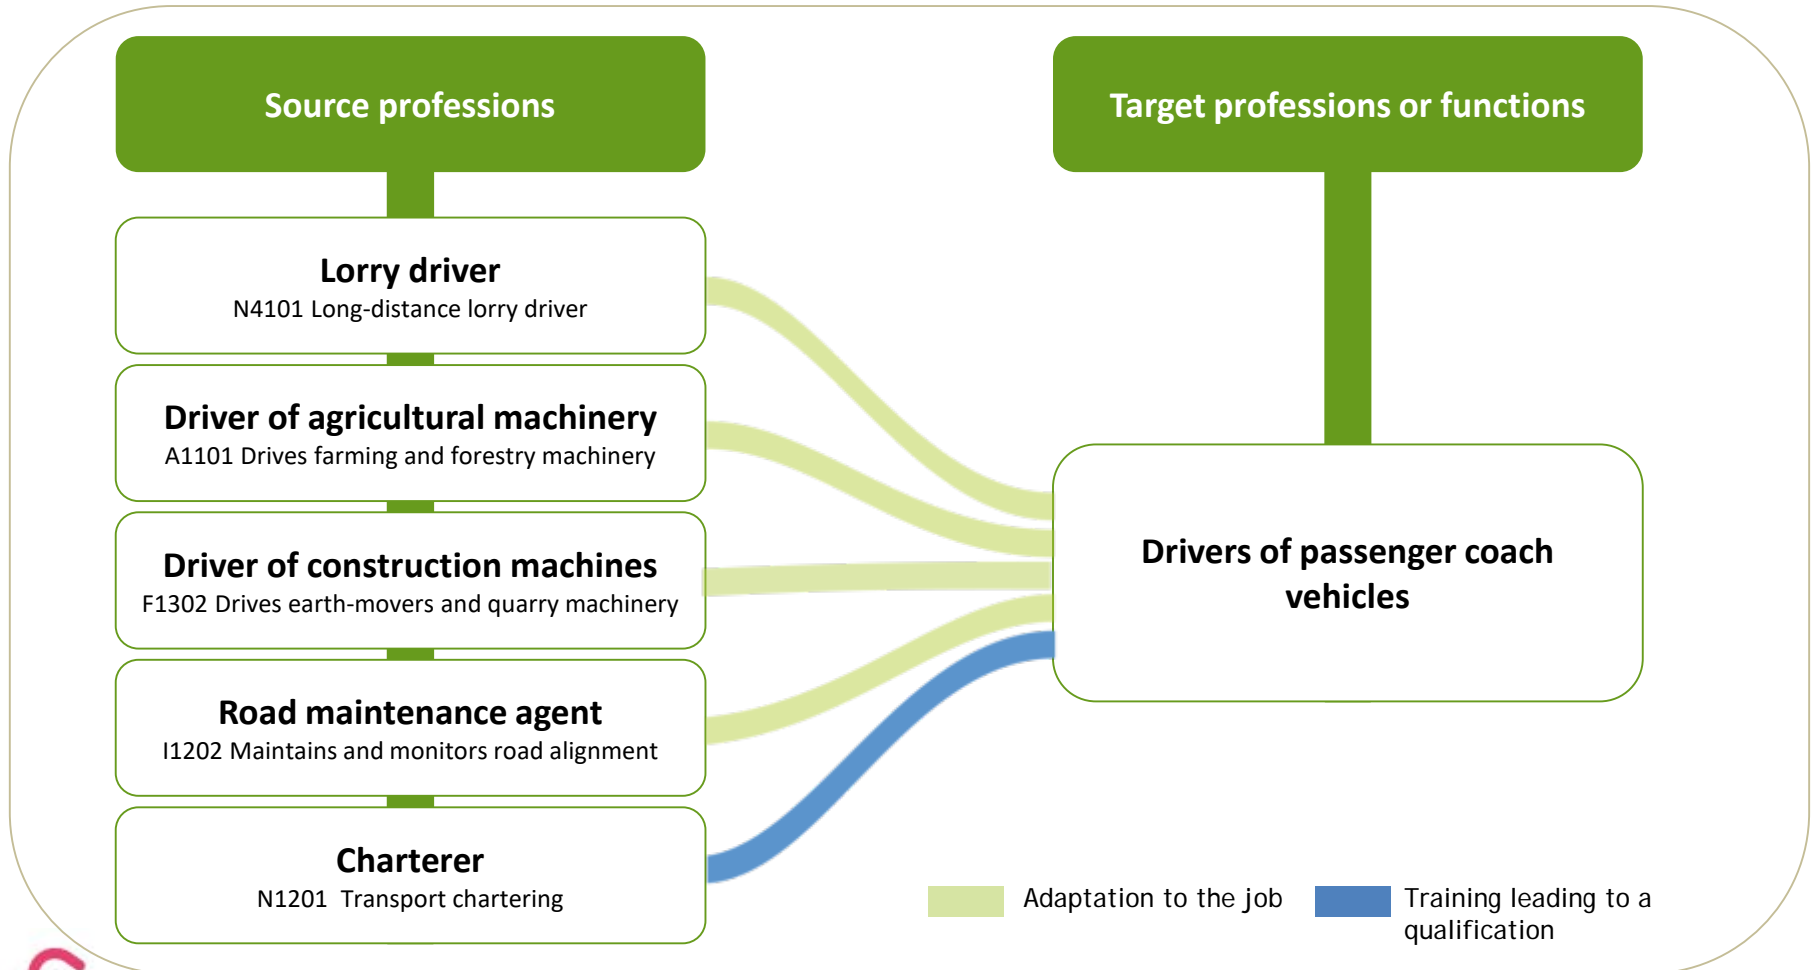 Source professions
Target professions or functions
Lorry driver
N4101 Long-distance lorry driver
Driver of agricultural machinery
A1101 Drives farming and forestry machinery
Driver of construction machines
F1302 Drives earth-movers and quarry machinery
Road maintenance agent
I1202 Maintains and monitors road alignment
Charterer
N1201 Transport chartering
Drivers of passenger coach
vehicles
Adaptation to the job
Training leading to a
qualification